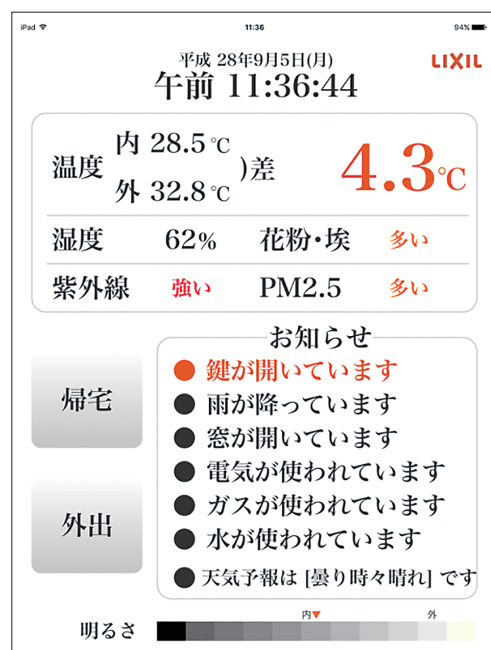 iPad 11:36 94%
平成 28年9月5日(月)
LIXIL
午前 11:36:44
温度 内 28.5℃
外 32.8℃
)差 4.3℃
湿度 62% 花粉・埃 多い
紫外線 強い PM2.5 多い
お知らせ
帰宅
外出
● 鍵が開いています
● 雨が降っています
● 窓が開いています
● 電気が使われています
● ガスが使われています
● 水が使われています
● 天気予報は [曇り時々晴れ] です
内▼ 外
明るさ